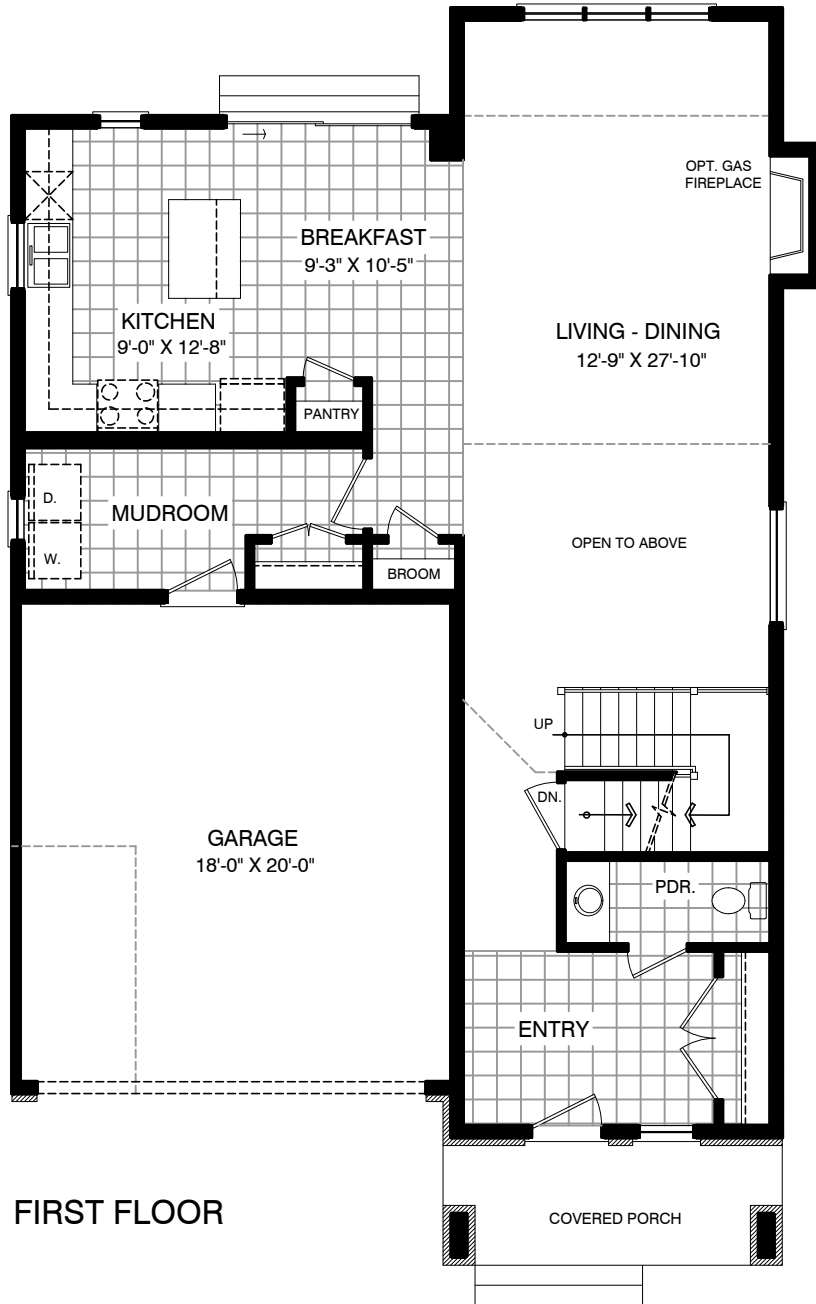 OPT. GAS
FIREPLACE
BREAKFAST
9'-3" X 10'-5"
KITCHEN
9'-0" X 12'-8"
LIVING - DINING
12'-9" X 27'-10"
PANTRY
D.
MUDROOM
W.
BROOM
OPEN TO ABOVE
UP
DN.
GARAGE
18'-0" X 20'-0"
PDR.
ENTRY
FIRST FLOOR
COVERED PORCH